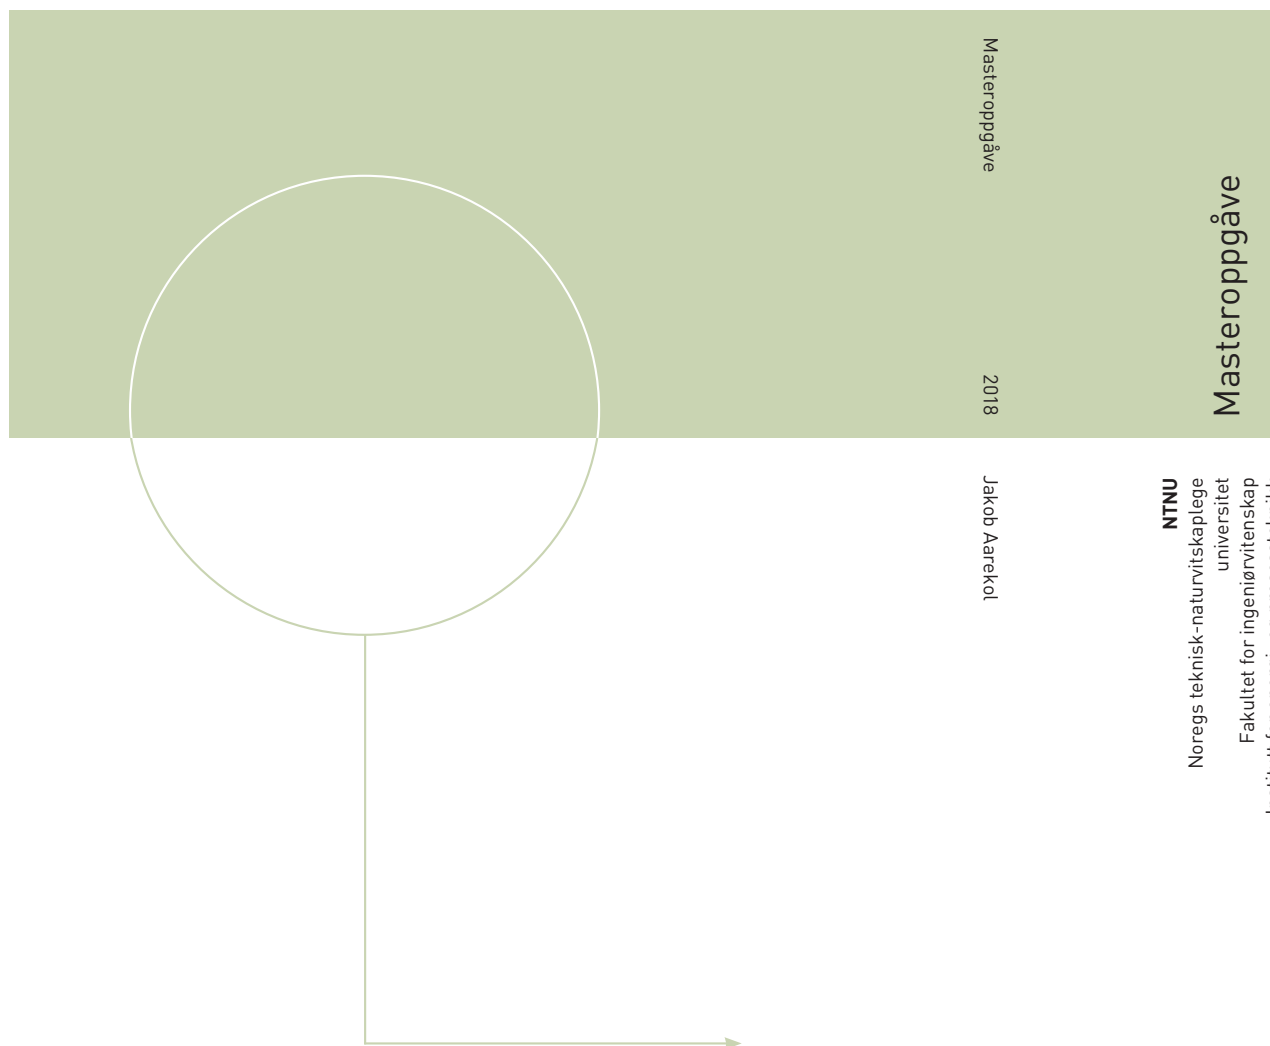 Masteroppgåve
2018
Jakob Aarekol
Masteroppgåve
NTNU
Noregs teknisk-naturvitskaplege
universitet
Fakultet for ingeniørvitenskap